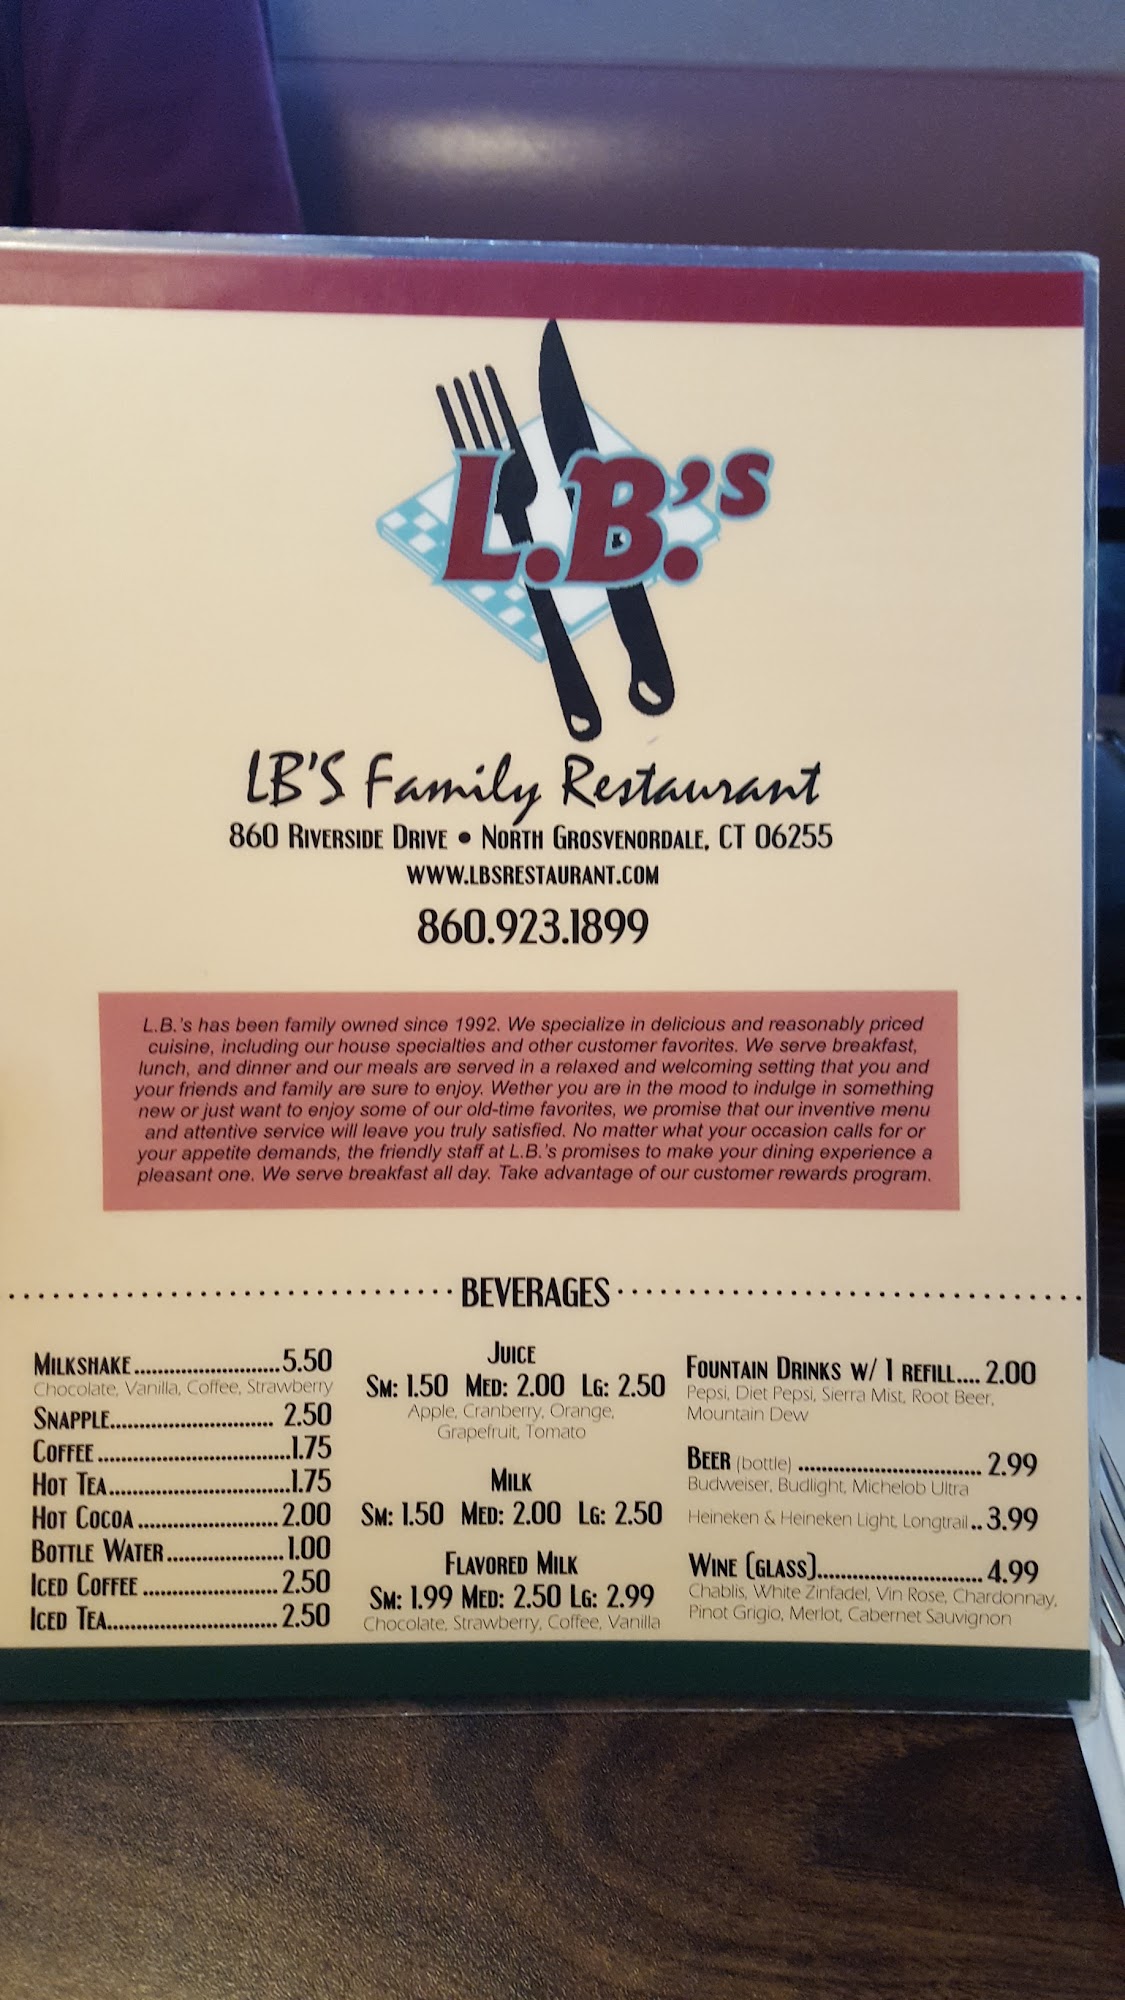 L.B.'s
LB'S Family Restaurant
860 Riverside Drive • North Grosvenordale, CT 06255
www.lbsrestaurant.com
860.923.1899
L.B.'s has been family owned since 1992. We specialize in delicious and reasonably priced
cuisine, including our house specialties and other customer favorites. We serve breakfast,
lunch, and dinner and our meals are served in a relaxed and welcoming setting that you and
your friends and family are sure to enjoy. Wether you are in the mood to indulge in something
new or just want to enjoy some of our old-time favorites, we promise that our inventive menu
and attentive service will leave you truly satisfied. No matter what your occasion calls for or
your appetite demands, the friendly staff at L.B.'s promises to make your dining experience a
pleasant one. We serve breakfast all day. Take advantage of our customer rewards program.
BEVERAGES
Milkshake 5.50
Chocolate, Vanilla, Coffee, Strawberry
Snapple 2.50
Coffee 1.75
Hot Tea 1.75
Hot Cocoa 2.00
Bottle Water 1.00
Iced Coffee 2.50
Iced Tea 2.50
Juice
Sm: 1.50 Med: 2.00 Lg: 2.50
Apple, Cranberry, Orange,
Grapefruit, Tomato
Milk
Sm: 1.50 Med: 2.00 Lg: 2.50
Flavored Milk
Sm: 1.99 Med: 2.50 Lg: 2.99
Chocolate, Strawberry, Coffee, Vanilla
Fountain Drinks w/ 1 refill.... 2.00
Pepsi, Diet Pepsi, Sierra Mist, Root Beer,
Mountain Dew
Beer (bottle) 2.99
Budweiser, Budlight, Michelob Ultra
Heineken & Heineken Light, Longtrail.. 3.99
Wine (glass) 4.99
Chablis, White Zinfadel, Vin Rose, Chardonnay,
Pinot Grigio, Merlot, Cabernet Sauvignon